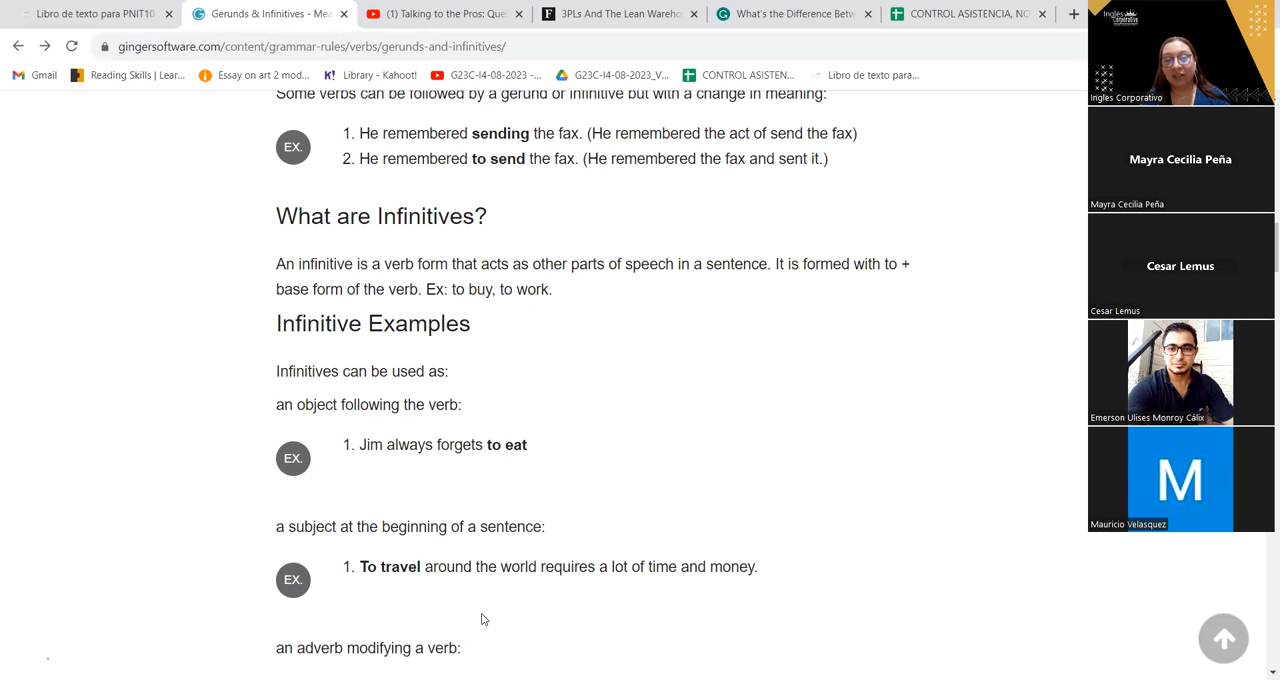 Libro de texto para PNIT10
Gerunds & Infinitives - Mea
(1) Talking to the Pros: Que
3PLs And The Lean Wareho
What's the Difference Betw
CONTROL ASISTENCIA, NO
gingersoftware.com/content/grammar-rules/verbs/gerunds-and-infinitives/
Gmail
Reading Skills | Lear...
Essay on art 2 mod...
Library - Kahoot!
G23C-I4-08-2023 -...
G23C-I4-08-2023_V...
CONTROL ASISTEN...
Libro de texto para...
Some verbs can be followed by a gerund or infinitive but with a change in meaning:
EX.
1. He remembered sending the fax. (He remembered the act of send the fax)
2. He remembered to send the fax. (He remembered the fax and sent it.)
What are Infinitives?
An infinitive is a verb form that acts as other parts of speech in a sentence. It is formed with to +
base form of the verb. Ex: to buy, to work.
Infinitive Examples
Infinitives can be used as:
an object following the verb:
EX.
1. Jim always forgets to eat
a subject at the beginning of a sentence:
EX.
1. To travel around the world requires a lot of time and money.
an adverb modifying a verb:
Inglés
Corporativo
Ingles Corporativo
Mayra Cecilia Peña
Mayra Cecilia Peña
Cesar Lemus
Cesar Lemus
Emerson Ulises Monroy Cálix
M
Mauricio Velasquez